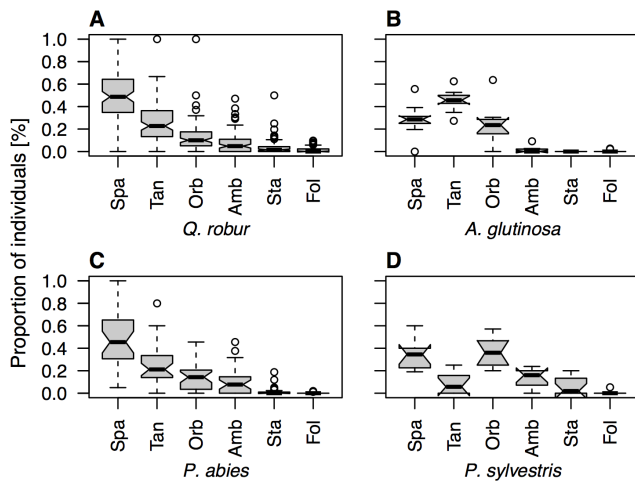 A
B
Proportion of individuals [%]
1.0
0.8
0.6
0.4
0.2
0.0
Spa
Tan
Orb
Amb
Sta
Fol
Q. robur
Spa
Tan
Orb
Amb
Sta
Fol
A. glutinosa
C
D
1.0
0.8
0.6
0.4
0.2
0.0
Spa
Tan
Orb
Amb
Sta
Fol
P. abies
Spa
Tan
Orb
Amb
Sta
Fol
P. sylvestris